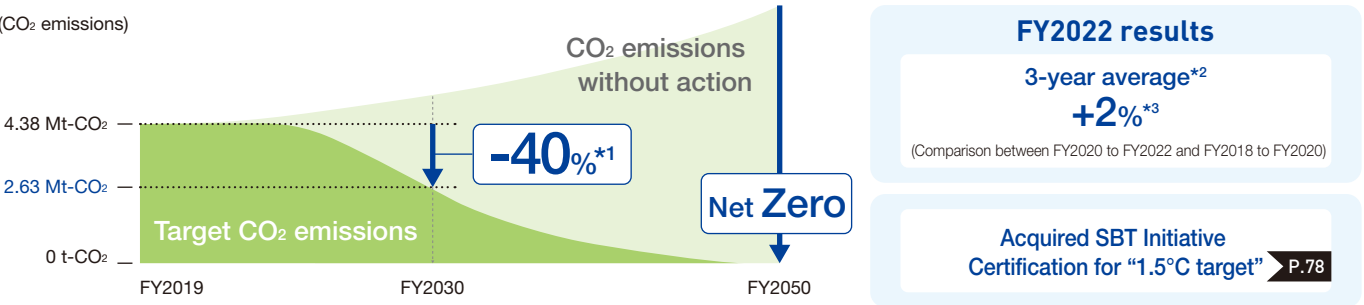 (CO₂ emissions)
CO₂ emissions
without action
4.38 Mt-CO₂
-40%*1
2.63 Mt-CO₂
Net Zero
Target CO₂ emissions
0 t-CO₂
FY2019
FY2030
FY2050
FY2022 results
3-year average*2
+2%*3
(Comparison between FY2020 to FY2022 and FY2018 to FY2020)
Acquired SBT Initiative
Certification for “1.5°C target” P.78